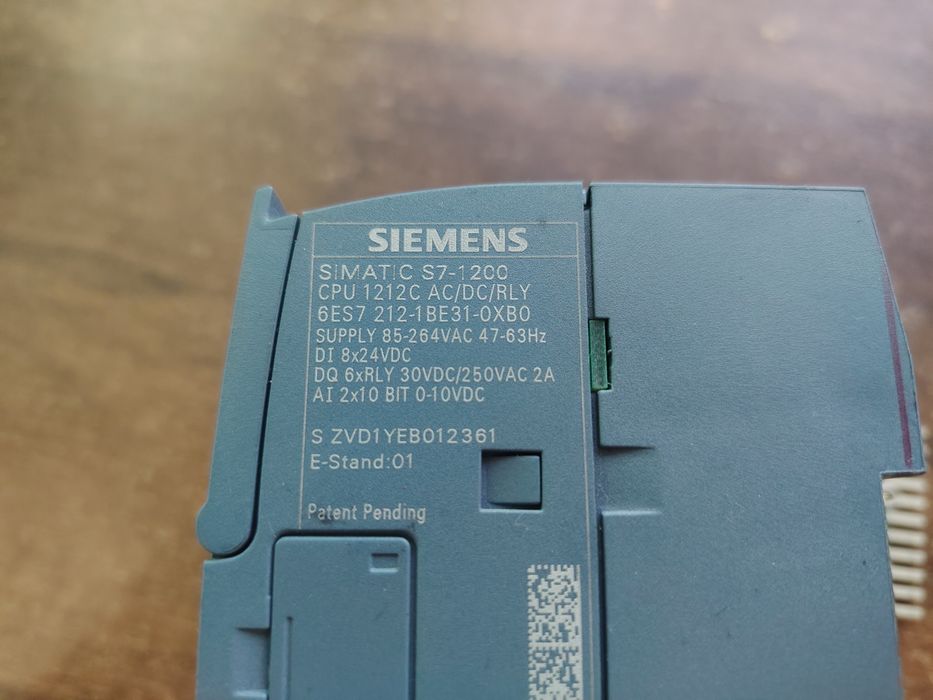 SIEMENS
SIMATIC S7-1200
CPU 1212C AC/DC/RLY
6ES7 212-1BE31-0XB0
SUPPLY 85-264VAC 47-63Hz
DI 8x24VDC
DQ 6xRLY 30VDC/250VAC 2A
AI 2x10 BIT 0-10VDC
S ZVD1YEB012361
E-Stand:01
Patent Pending